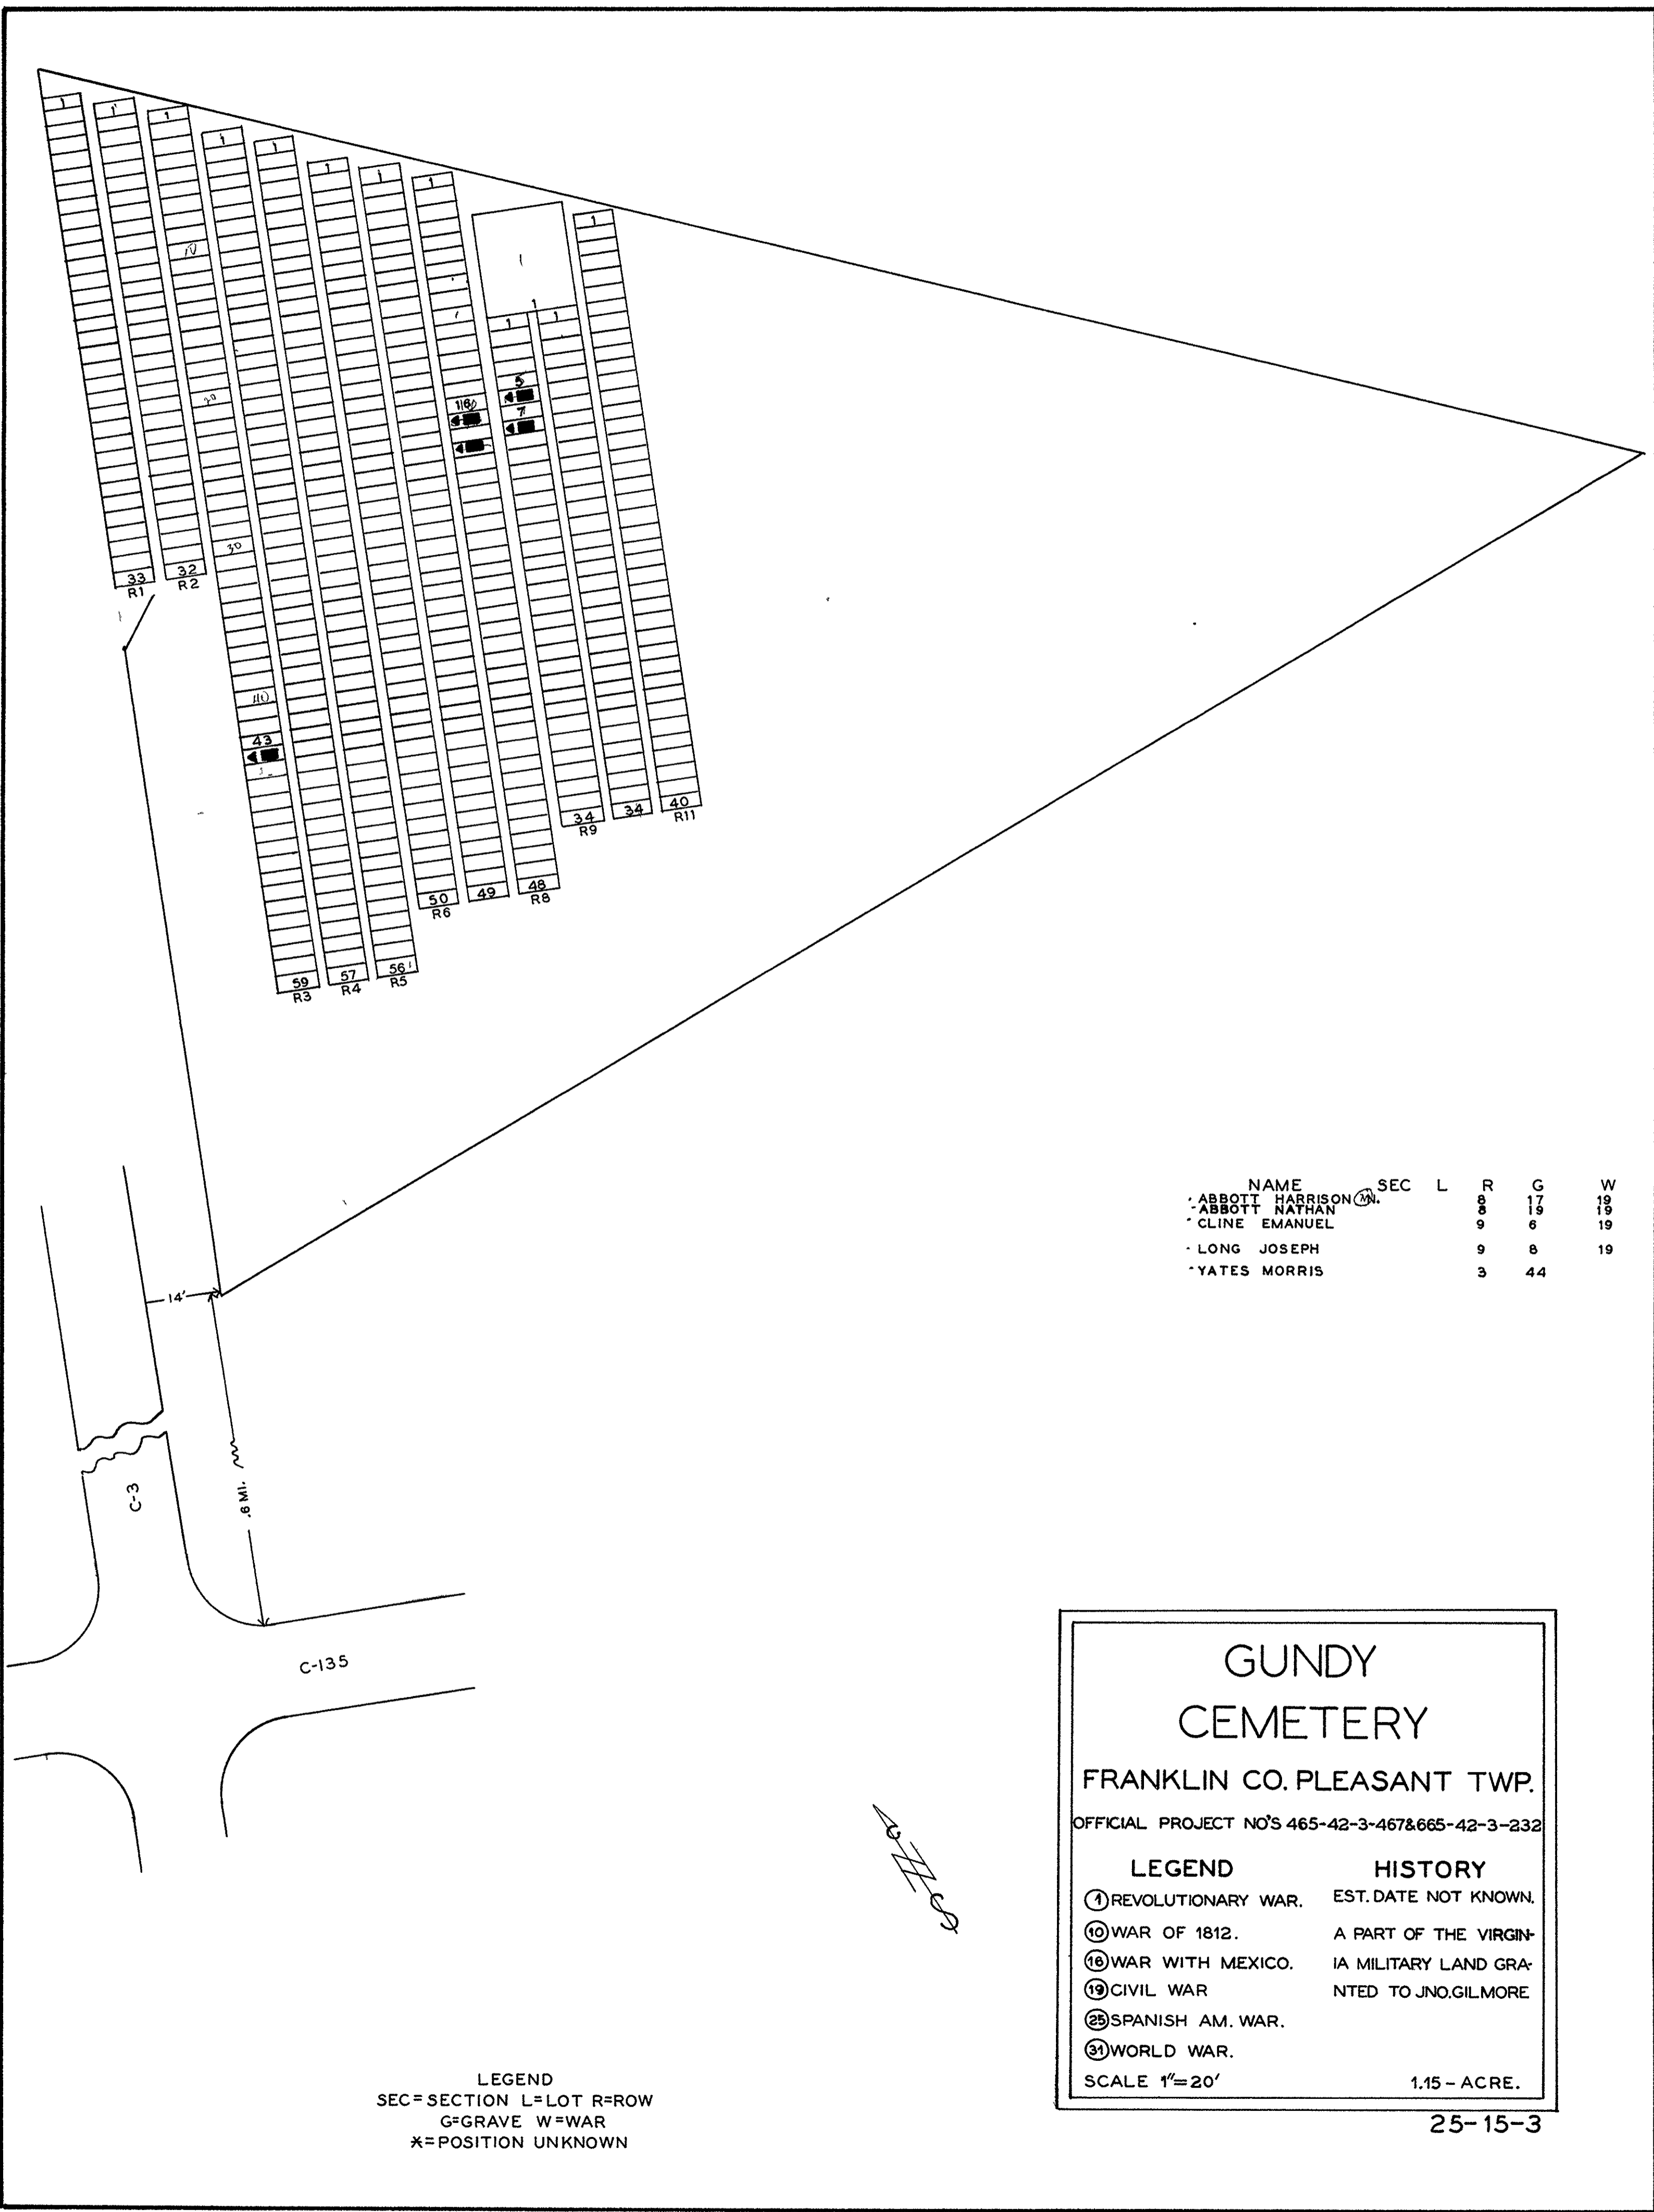 1 1 1 1 1 1 1 1 1
1
1
1 1
10
20
30
40
5
16
7
43
33 32
R1 R2
34 34 40
R9 R11
50 49 48
R6 R8
59 57 56
R3 R4 R5
NAME SEC L R G W
ABBOTT HARRISON N. 8 17 19
ABBOTT NATHAN 8 19 19
CLINE EMANUEL 9 6 19
LONG JOSEPH 9 8 19
YATES MORRIS 3 44
14'
.6 MI.
C-3
C-135
S
GUNDY
CEMETERY
FRANKLIN CO. PLEASANT TWP.
OFFICIAL PROJECT NO'S 465-42-3-467&665-42-3-232
LEGEND
1 REVOLUTIONARY WAR.
10 WAR OF 1812.
16 WAR WITH MEXICO.
19 CIVIL WAR
25 SPANISH AM. WAR.
31 WORLD WAR.
SCALE 1"=20'
HISTORY
EST. DATE NOT KNOWN.
A PART OF THE VIRGIN-
IA MILITARY LAND GRA-
NTED TO JNO.GILMORE
1.15 - ACRE.
25-15-3
LEGEND
SEC=SECTION L=LOT R=ROW
G=GRAVE W=WAR
*=POSITION UNKNOWN